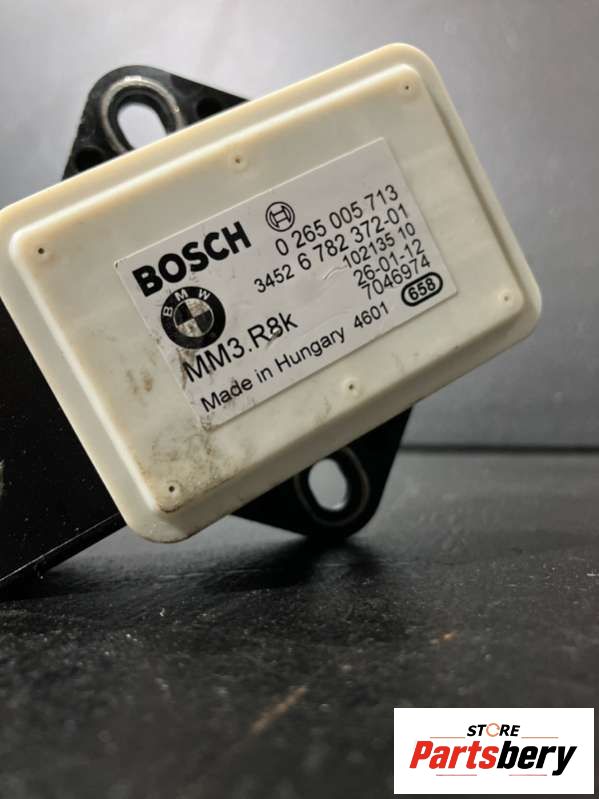 BOSCH
0 265 005 713
3452 6 782 372-01
102135 10
26-01-12
7046974
BMW
MM3.R8k
658
Made in Hungary 4601
STORE
Partsbery